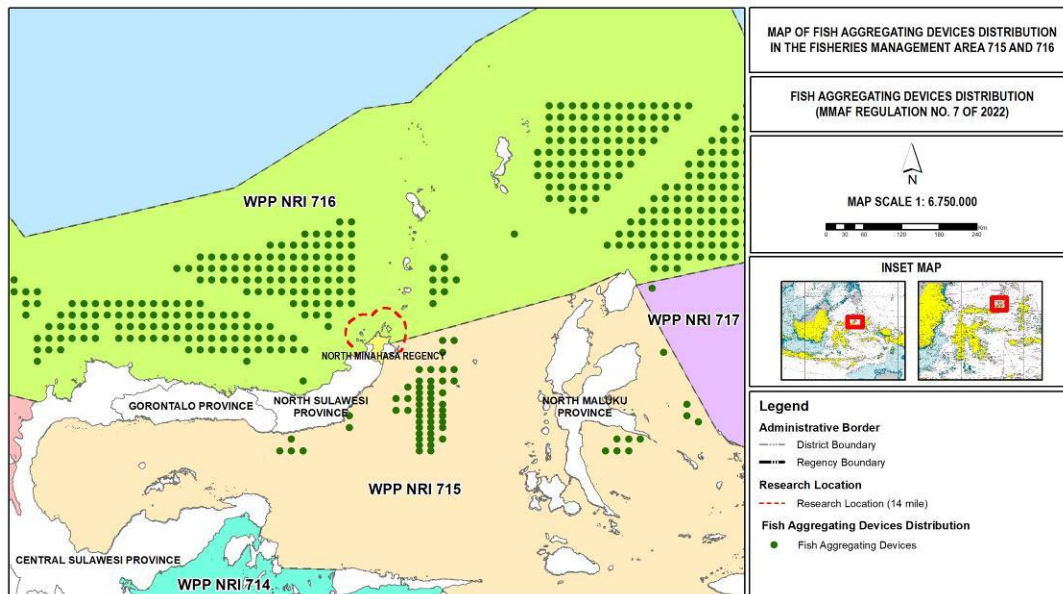 WPP NRI 716
WPP NRI 717
NORTH MINAHASA REGENCY
GORONTALO PROVINCE
NORTH SULAWESI
PROVINCE
NORTH MALUKU
PROVINCE
WPP NRI 715
CENTRAL SULAWESI PROVINCE
WPP NRI 714
MAP OF FISH AGGREGATING DEVICES DISTRIBUTION
IN THE FISHERIES MANAGEMENT AREA 715 AND 716
FISH AGGREGATING DEVICES DISTRIBUTION
(MMAF REGULATION NO. 7 OF 2022)
N
MAP SCALE 1: 6.750.000
0 30 60 120 180 240 Km
INSET MAP
Legend
Administrative Border
District Boundary
Regency Boundary
Research Location
Research Location (14 mile)
Fish Aggregating Devices Distribution
Fish Aggregating Devices